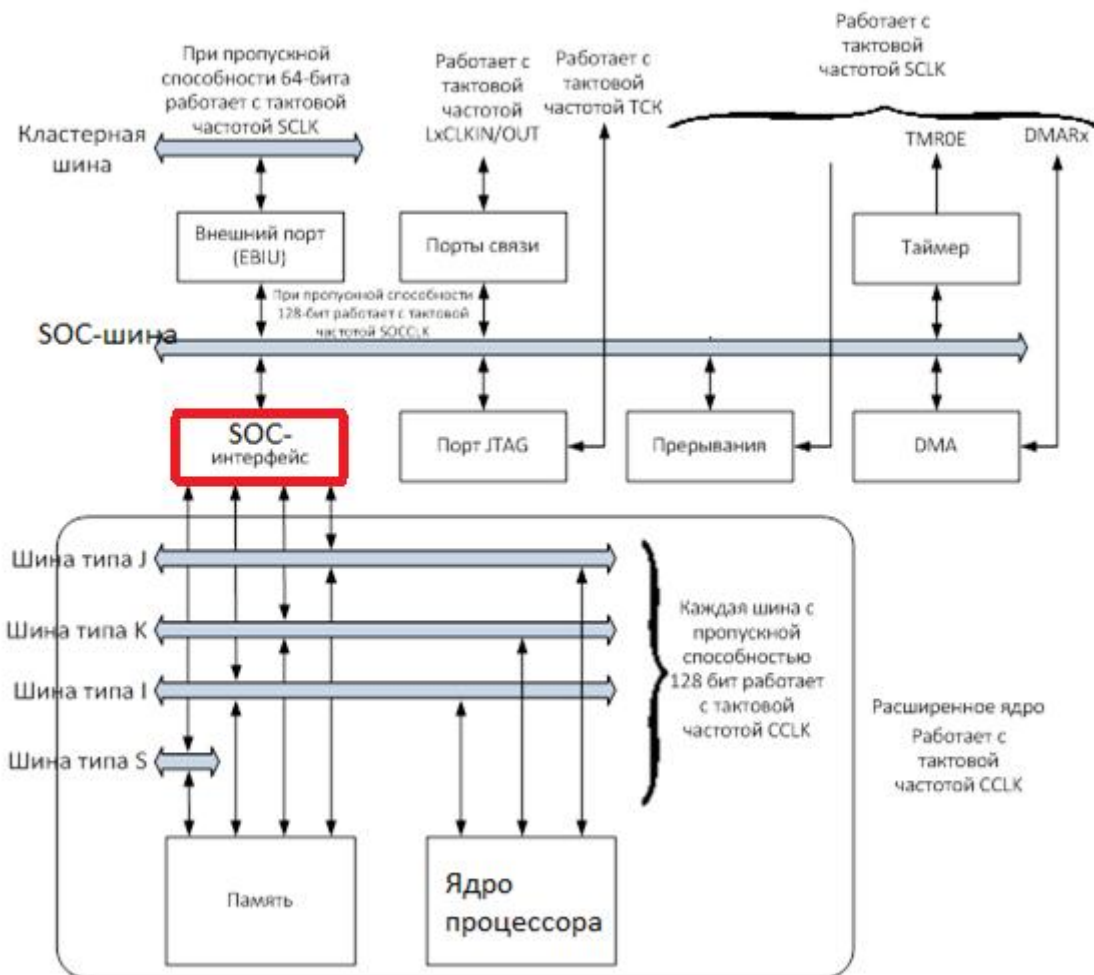 При пропускной
способности 64-бита
работает с тактовой
частотой SCLK
Кластерная
шина
Работает с
тактовой
частотой
LxCLKIN/OUT
Работает с
тактовой
частотой TCK
Работает с
тактовой
частотой SCLK
TMR0E
DMARx
Внешний порт
(EBIU)
Порты связи
Таймер
При пропускной способности
128-бит работает с тактовой
частотой SOCCLK
SOC-шина
SOC-
интерфейс
Порт JTAG
Прерывания
DMA
Шина типа J
Шина типа K
Шина типа I
Шина типа S
Каждая шина с
пропускной
способностью
128 бит работает
с тактовой
частотой CCLK
Расширенное ядро
Работает с
тактовой
частотой CCLK
Память
Ядро
процессора